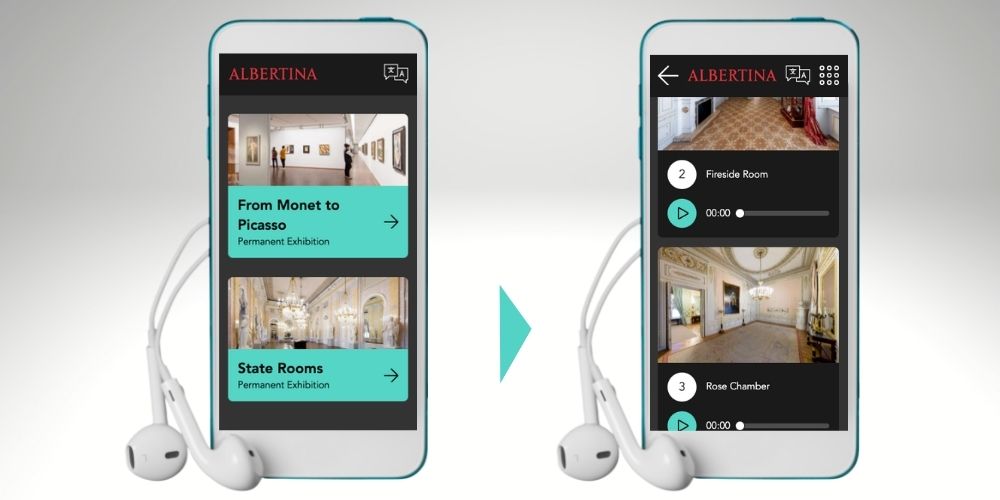 ALBERTINA
From Monet to
Picasso
Permanent Exhibition
State Rooms
Permanent Exhibition
ALBERTINA
2 Fireside Room
00:00
3 Rose Chamber
00:00